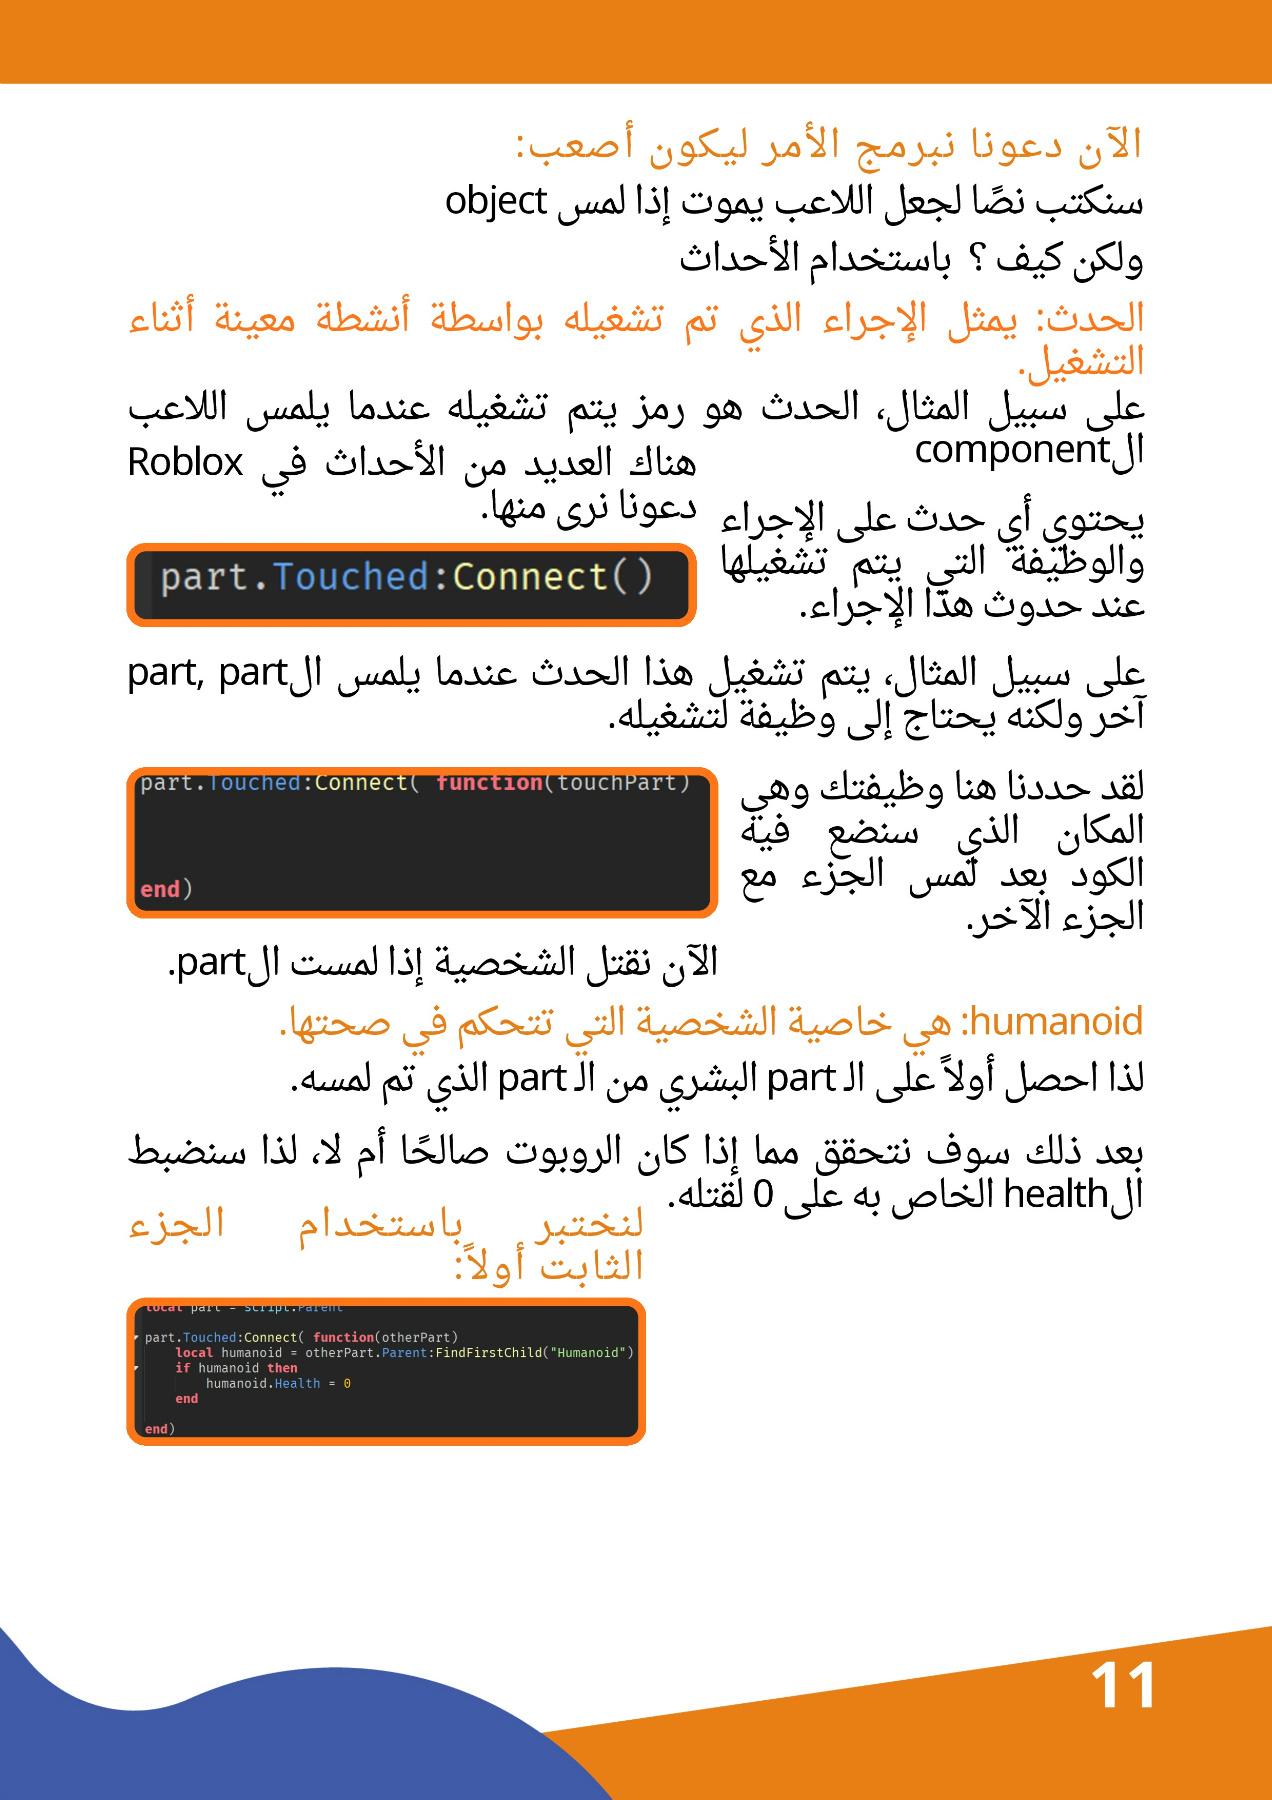 الآن دعونا نبرمج الأمر ليكون أصعب:
سنكتب نصًا لجعل اللاعب يموت إذا لمس object
ولكن كيف ؟ باستخدام الأحداث
الحدث: يمثل الإجراء الذي تم تشغيله بواسطة أنشطة معينة أثناء
التشغيل.
على سبيل المثال، الحدث هو رمز يتم تشغيله عندما يلمس اللاعب
الcomponent
هناك العديد من الأحداث في Roblox
دعونا نرى منها.
يحتوي أي حدث على الإجراء
والوظيفة التي يتم تشغيلها
عند حدوث هذا الإجراء.
part.Touched:Connect()
على سبيل المثال، يتم تشغيل هذا الحدث عندما يلمس الpart, part
آخر ولكنه يحتاج إلى وظيفة لتشغيله.
لقد حددنا هنا وظيفتك وهي
المكان الذي سنضع فيه
الكود بعد لمس الجزء مع
الجزء الآخر.
part.Touched:Connect( function(touchPart)
end)
الآن نقتل الشخصية إذا لمست الpart.
humanoid: هي خاصية الشخصية التي تتحكم في صحتها.
لذا احصل أولاً على الـ part البشري من الـ part الذي تم لمسه.
بعد ذلك سوف نتحقق مما إذا كان الروبوت صالحًا أم لا، لذا سنضبط
الhealth الخاص به على 0 لقتله.
لنختبر باستخدام الجزء
الثابت أولاً:
local part = script.Parent
part.Touched:Connect( function(otherPart)
local humanoid = otherPart.Parent:FindFirstChild("Humanoid")
if humanoid then
humanoid.Health = 0
end
end)
11